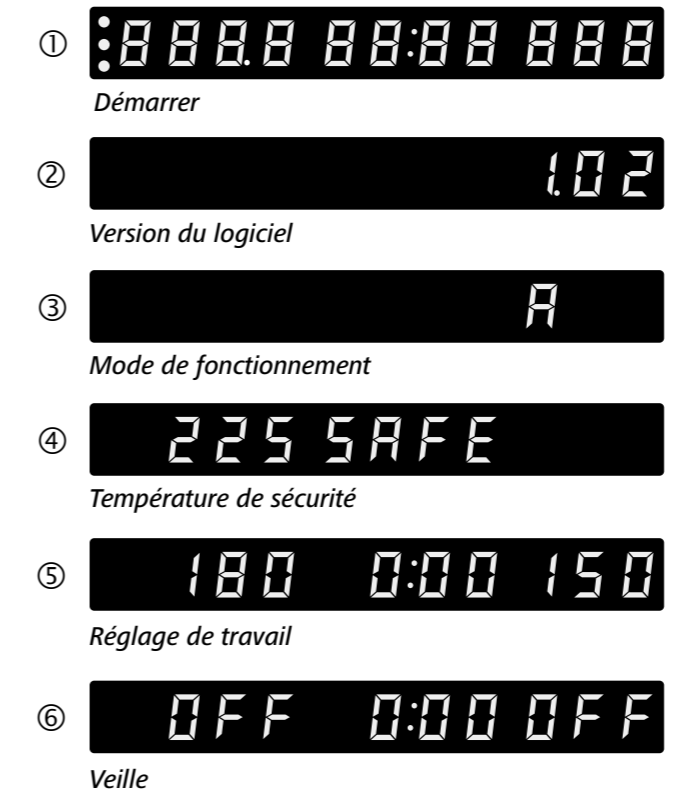 ① 888.8 88:88 888
Démarrer
② 1.02
Version du logiciel
③ A
Mode de fonctionnement
④ 225 SAFE
Température de sécurité
⑤ 180 0:00 150
Réglage de travail
⑥ OFF 0:00 OFF
Veille